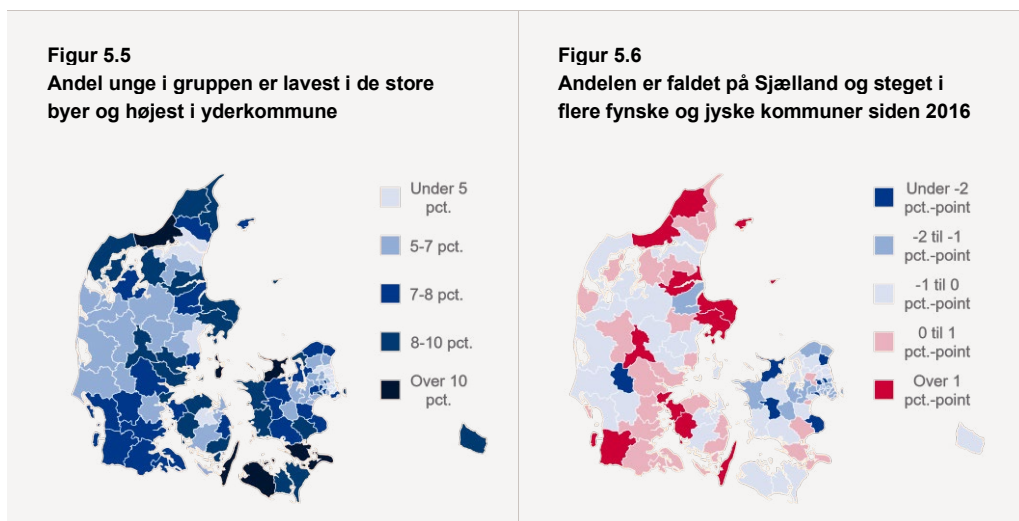 Figur 5.5
Andel unge i gruppen er lavest i de store
byer og højest i yderkommune
Under 5
pct.
5-7 pct.
7-8 pct.
8-10 pct.
Over 10
pct.
Figur 5.6
Andelen er faldet på Sjælland og steget i
flere fynske og jyske kommuner siden 2016
Under -2
pct.-point
-2 til -1
pct.-point
-1 til 0
pct.-point
0 til 1
pct.-point
Over 1
pct.-point